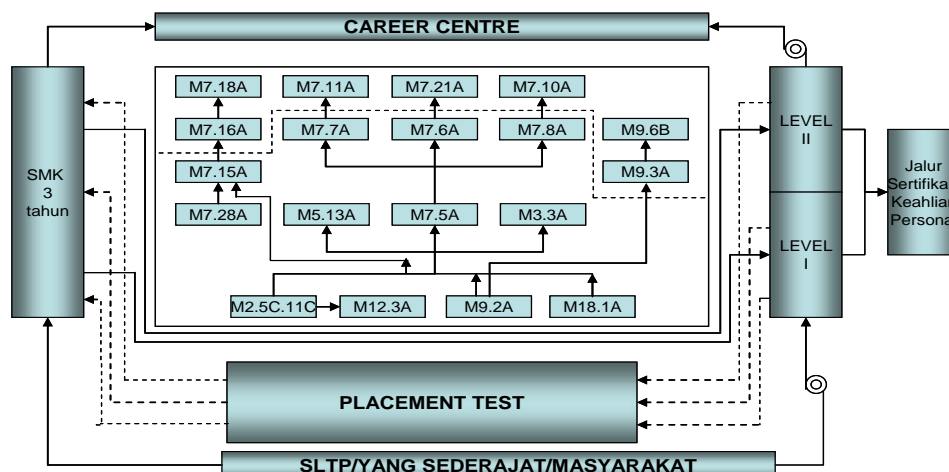 CAREER CENTRE
SMK
3
tahun
M7.18A
M7.11A
M7.21A
M7.10A
M7.16A
M7.7A
M7.6A
M7.8A
M9.6B
M7.15A
M9.3A
M7.28A
M5.13A
M7.5A
M3.3A
M2.5C.11C
M12.3A
M9.2A
M18.1A
LEVEL
II
LEVEL
I
Jalur
Sertifika
Keahlian
Persona
PLACEMENT TEST
SLTP/YANG SEDERAJAT/MASYARAKAT